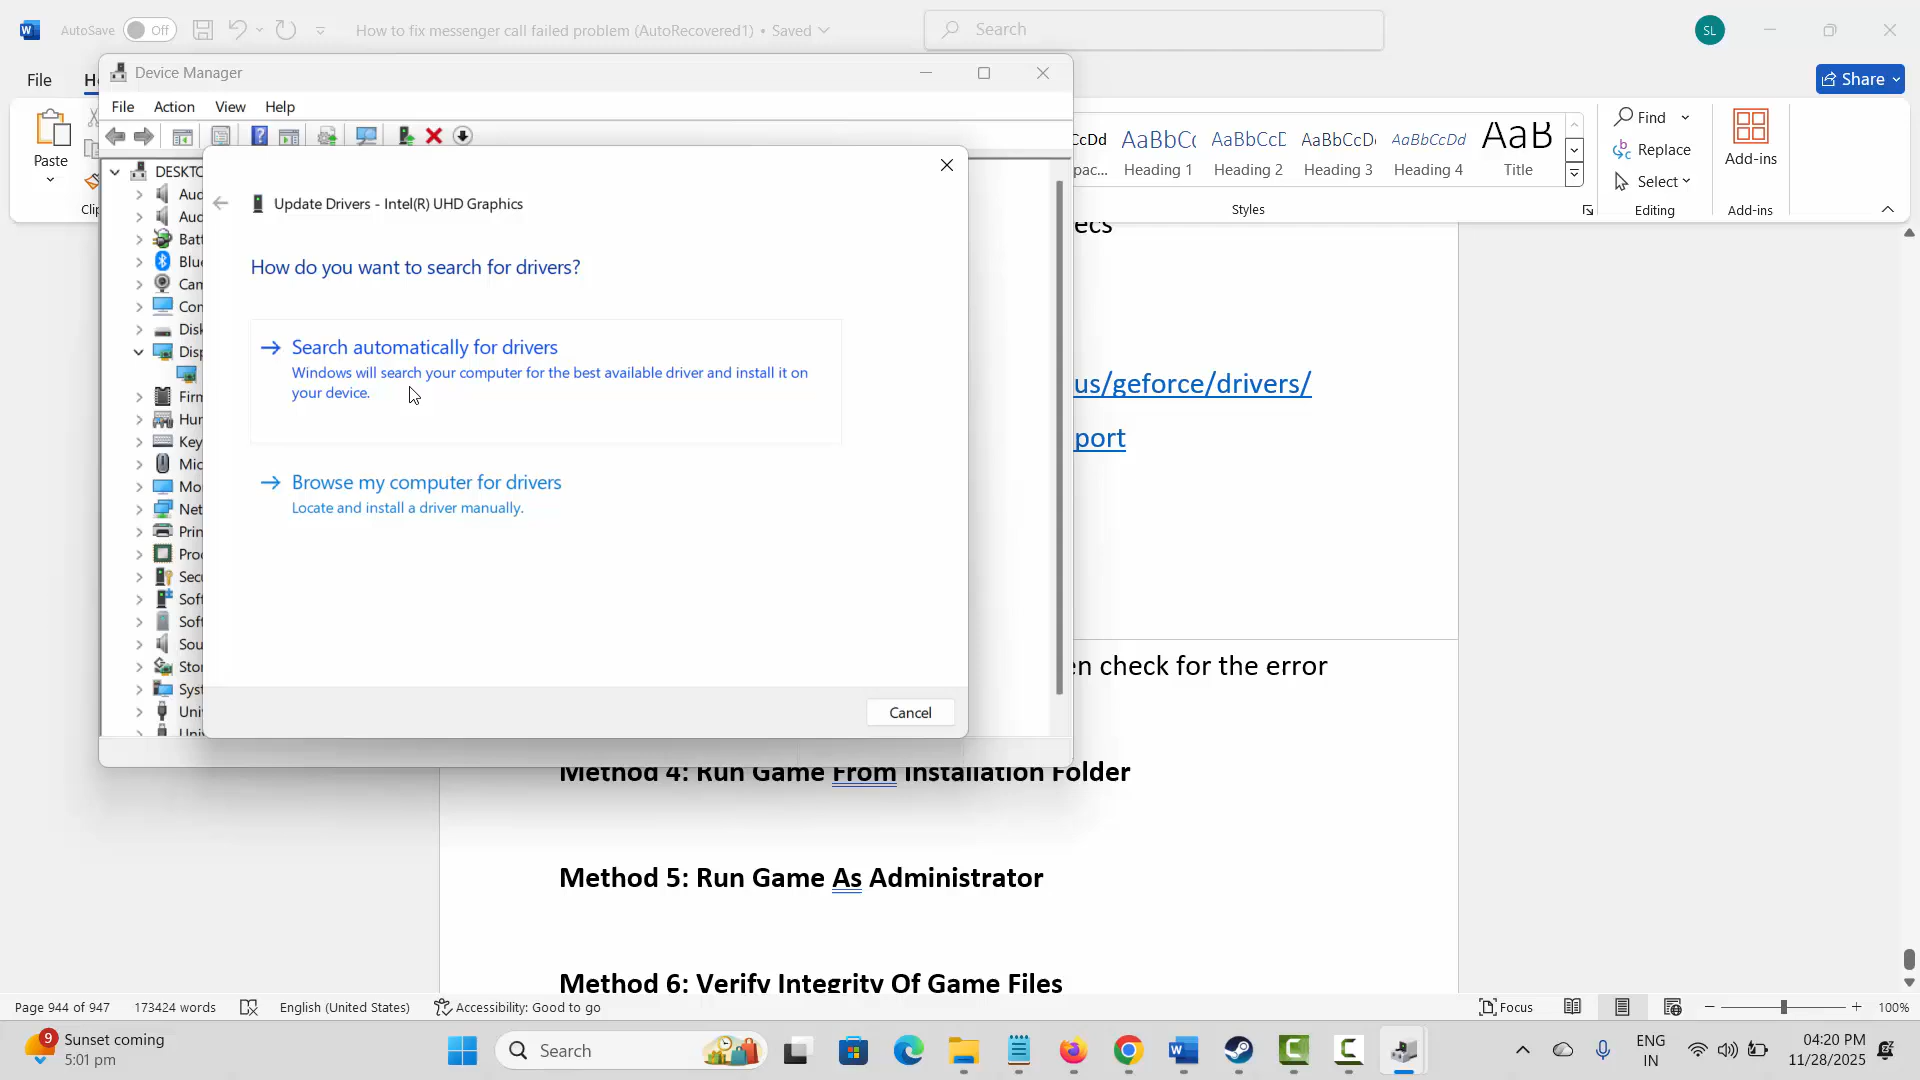 AutoSave Off
How to fix messenger call failed problem (AutoRecovered1) • Saved
Search
SL
File
Share
Paste
Device Manager
File Action View Help
Find
Replace
Select
Editing
Add-ins
Add-ins
AaBbCcDd
Heading 1
Heading 2
Heading 3
AaBbCcDd
Heading 4
AaB
Title
Styles
Update Drivers - Intel(R) UHD Graphics
How do you want to search for drivers?
Search automatically for drivers
Windows will search your computer for the best available driver and install it on
your device.
Browse my computer for drivers
Locate and install a driver manually.
Cancel
ecs
us/geforce/drivers/
port
en check for the error
Method 4: Run Game From Installation Folder
Method 5: Run Game As Administrator
Method 6: Verify Integrity Of Game Files
Page 944 of 947
173424 words
English (United States)
Accessibility: Good to go
Focus
100%
9
Sunset coming
5:01 pm
Search
ENG
IN
04:20 PM
11/28/2025